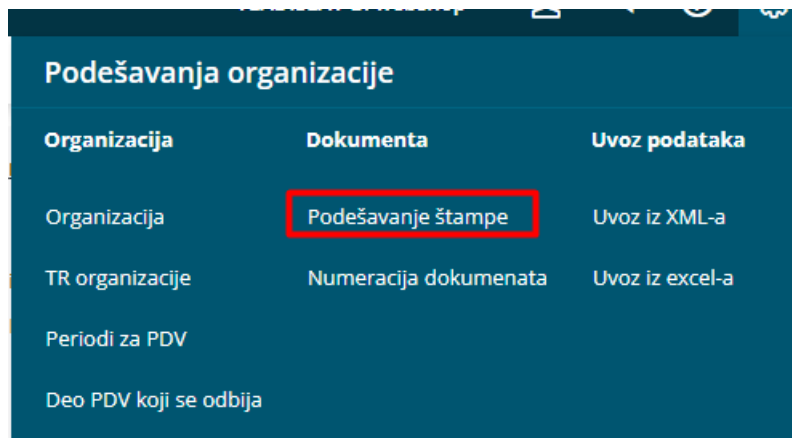 Podešavanja organizacije
Organizacija Dokumenta Uvoz podataka
Organizacija Podešavanje štampe Uvoz iz XML-a
TR organizacije Numeracija dokumenata Uvoz iz excel-a
Periodi za PDV
Deo PDV koji se odbija